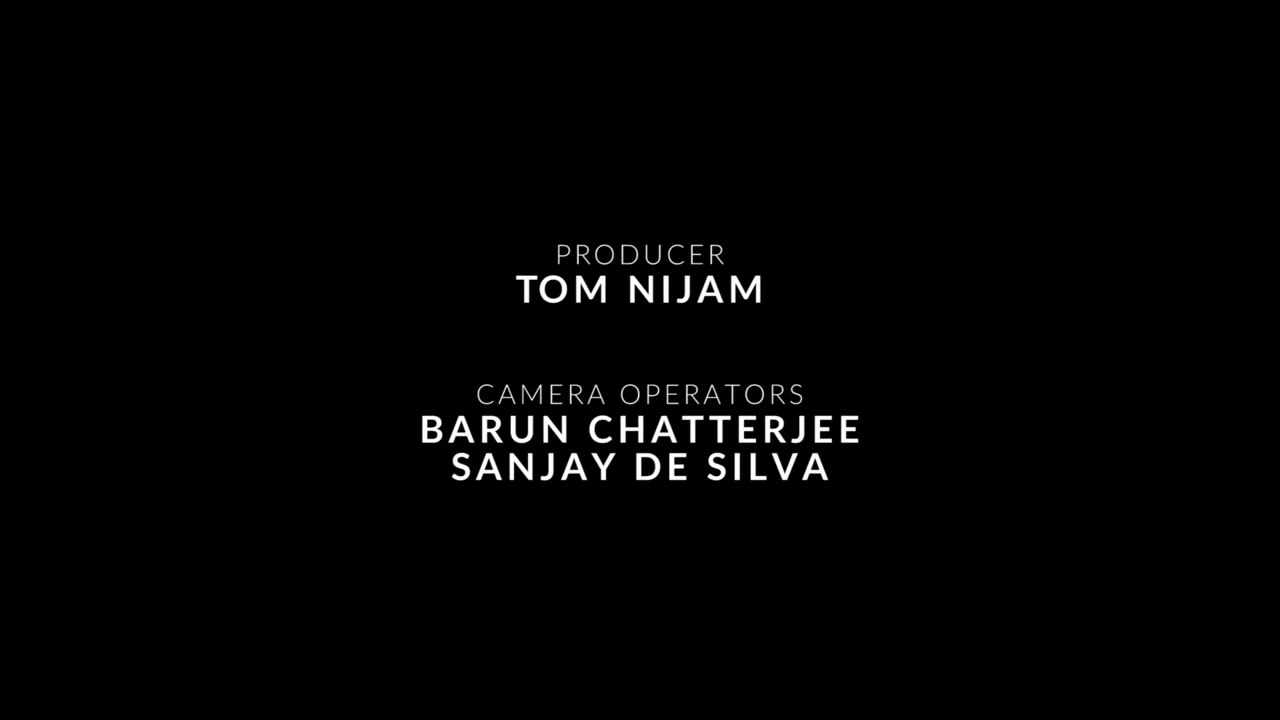 PRODUCER
TOM NIJAM
CAMERA OPERATORS
BARUN CHATTERJEE
SANJAY DE SILVA